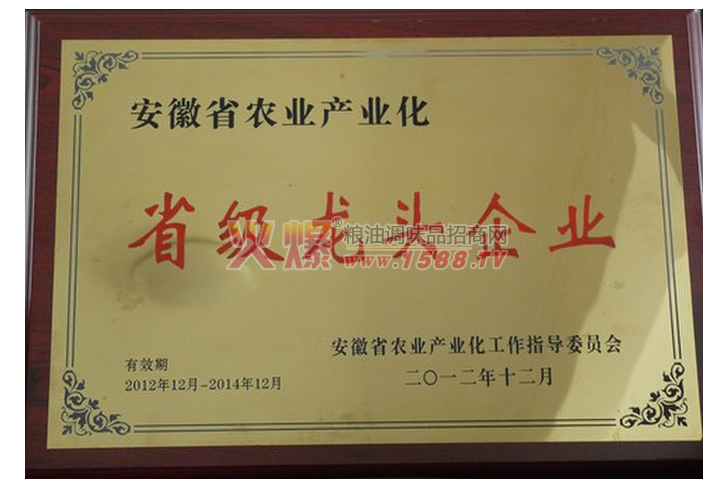 安徽省农业产业化
省级龙头企业
火爆®粮油调味品招商网
www.1588.TV
安徽省农业产业化工作指导委员会
二〇一二年十二月
有效期
2012年12月-2014年12月